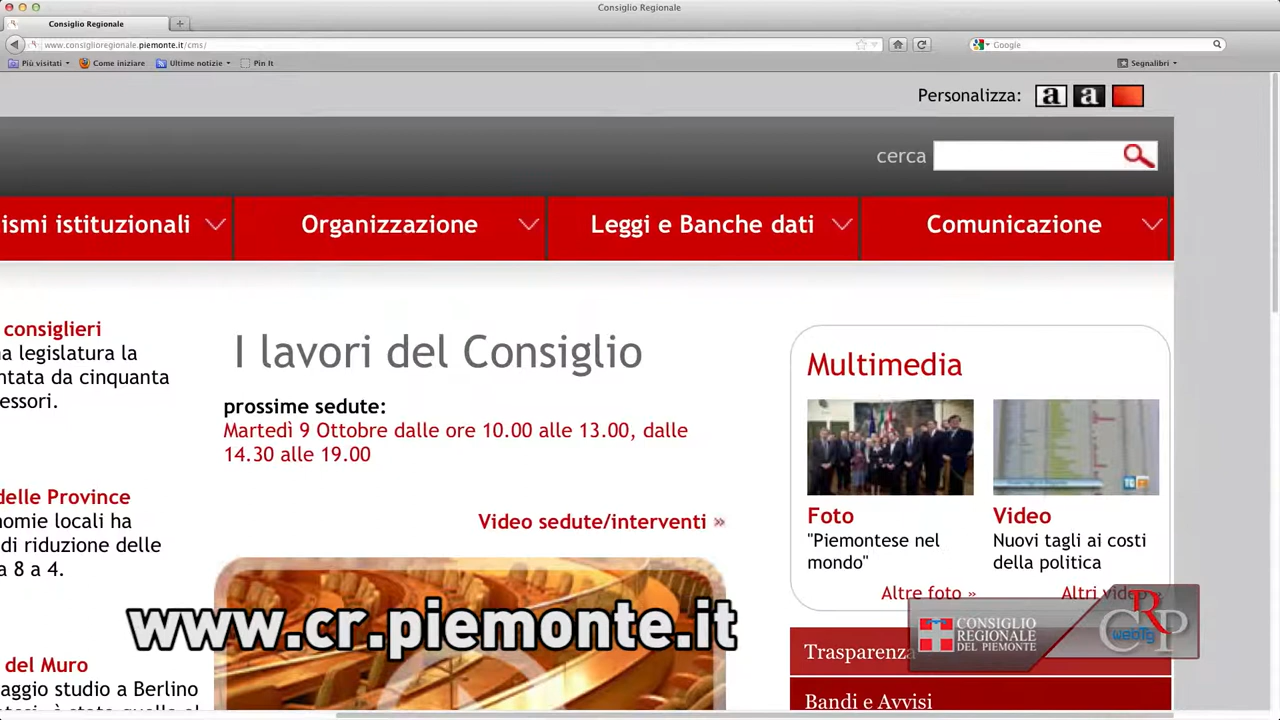 Consiglio Regionale
Consiglio Regionale
www.consiglioregionale.piemonte.it/cms/
Google
Più visitati
Come iniziare
Ultime notizie
Pin It
Segnalibri
Personalizza: a a
cerca
ismi istituzionali
Organizzazione
Leggi e Banche dati
Comunicazione
consiglieri
a legislatura la
ntata da cinquanta
essori.
delle Province
nomie locali ha
di riduzione delle
a 8 a 4.
del Muro
aggio studio a Berlino
I lavori del Consiglio
prossime sedute:
Martedì 9 Ottobre dalle ore 10.00 alle 13.00, dalle
14.30 alle 19.00
Video sedute/interventi »
www.cr.piemonte.it
Multimedia
Foto
"Piemontese nel
mondo"
Altre foto »
Video
Nuovi tagli ai costi
della politica
Altri video »
Trasparenza
Bandi e Avvisi
CONSIGLIO
REGIONALE
DEL PIEMONTE
CRP
webtg